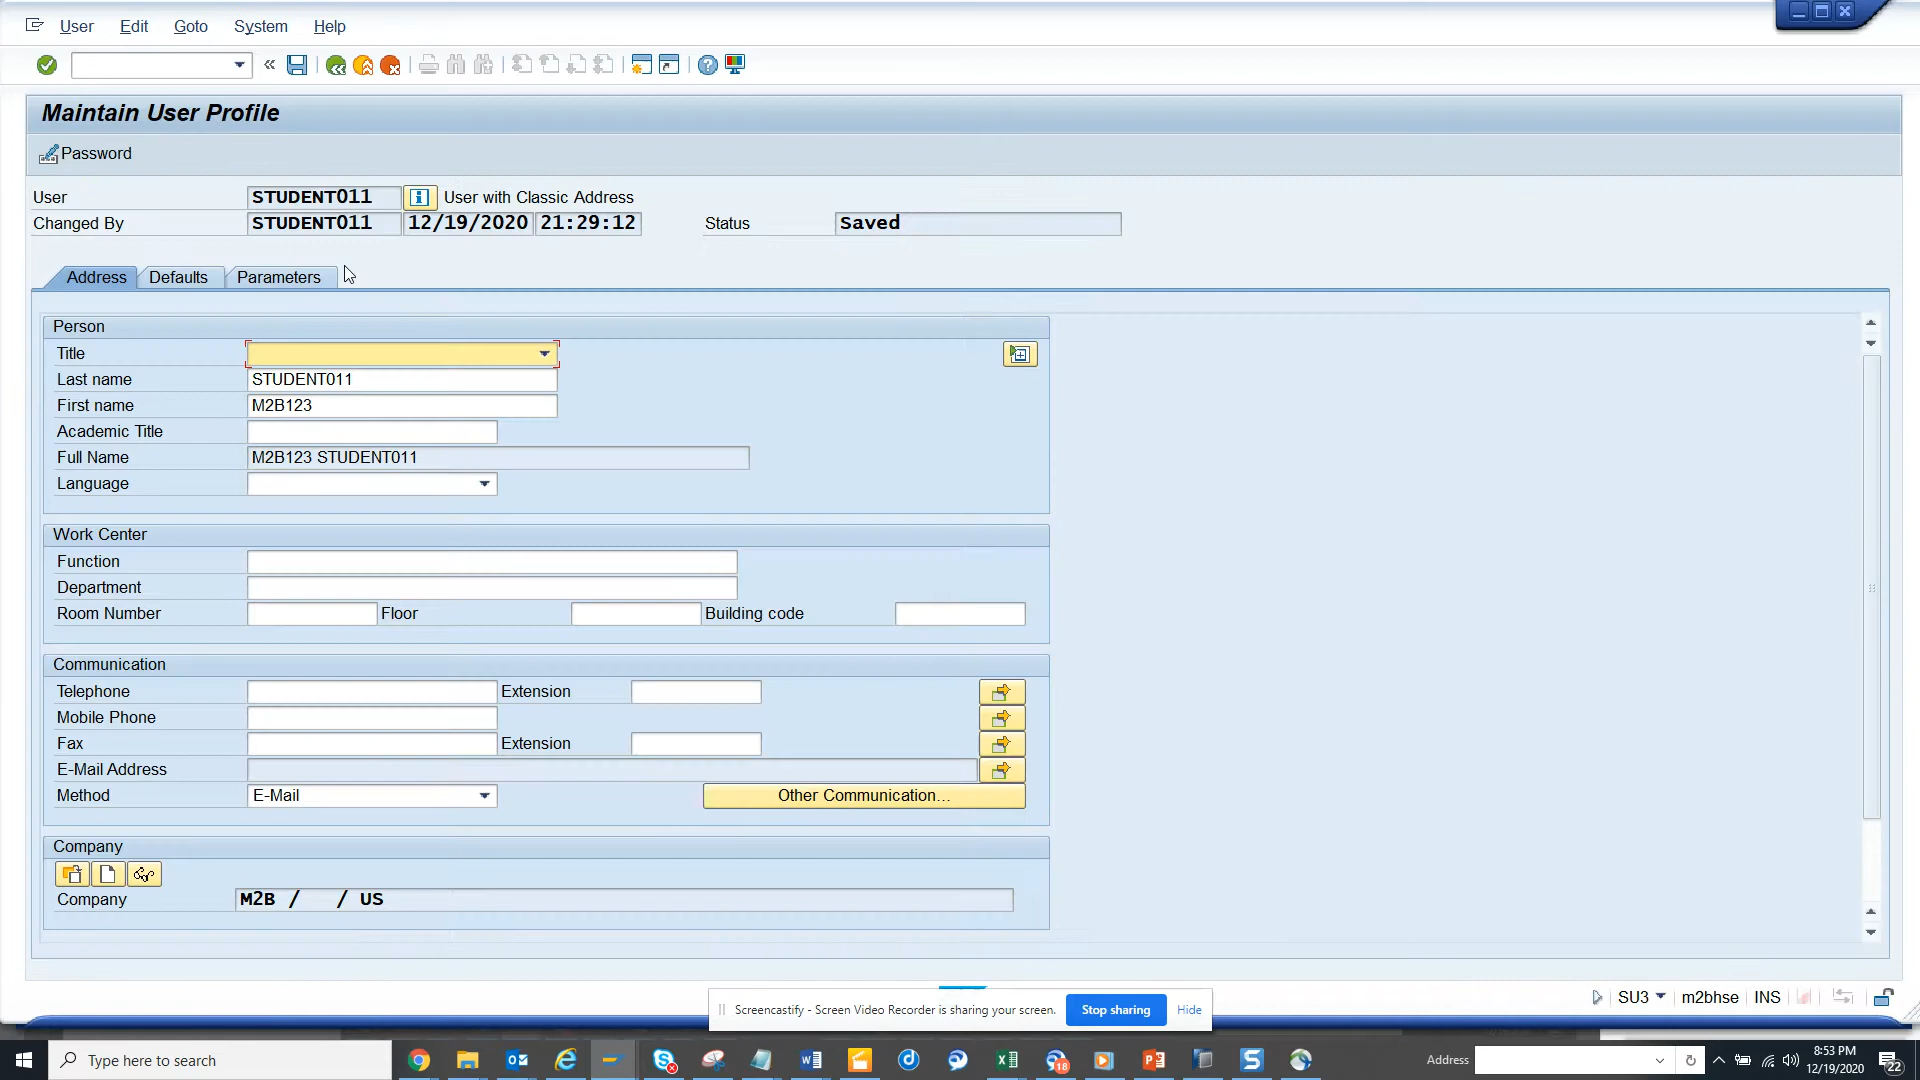 User Edit Goto System Help
Maintain User Profile
Password
User STUDENT011 User with Classic Address
Changed By STUDENT011 12/19/2020 21:29:12 Status Saved
Address Defaults Parameters
Person
Title
Last name STUDENT011
First name M2B123
Academic Title
Full Name M2B123 STUDENT011
Language
Work Center
Function
Department
Room Number Floor Building code
Communication
Telephone Extension
Mobile Phone
Fax Extension
E-Mail Address
Method E-Mail Other Communication...
Company
Company M2B / / US
SU3 m2bhse INS
Screencastify - Screen Video Recorder is sharing your screen. Stop sharing Hide
Type here to search
18
Address
8:53 PM
12/19/2020
22